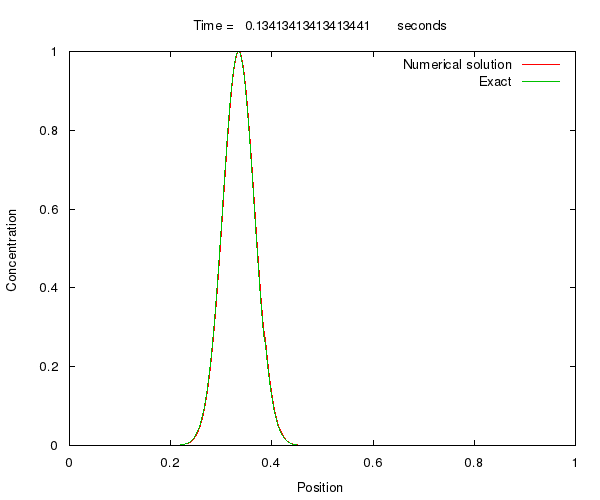 Time = 0.13413413413413441 seconds
Numerical solution
Exact
1
0.8
0.6
0.4
0.2
0
Concentration
0 0.2 0.4 0.6 0.8 1
Position